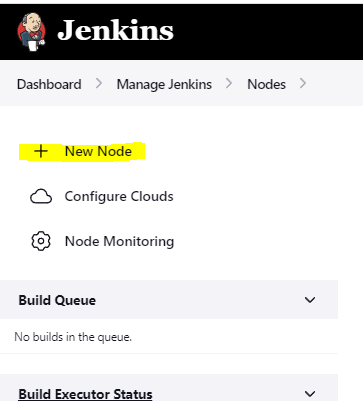 Jenkins
Dashboard > Manage Jenkins > Nodes >
+ New Node
Configure Clouds
Node Monitoring
Build Queue
No builds in the queue.
Build Executor Status